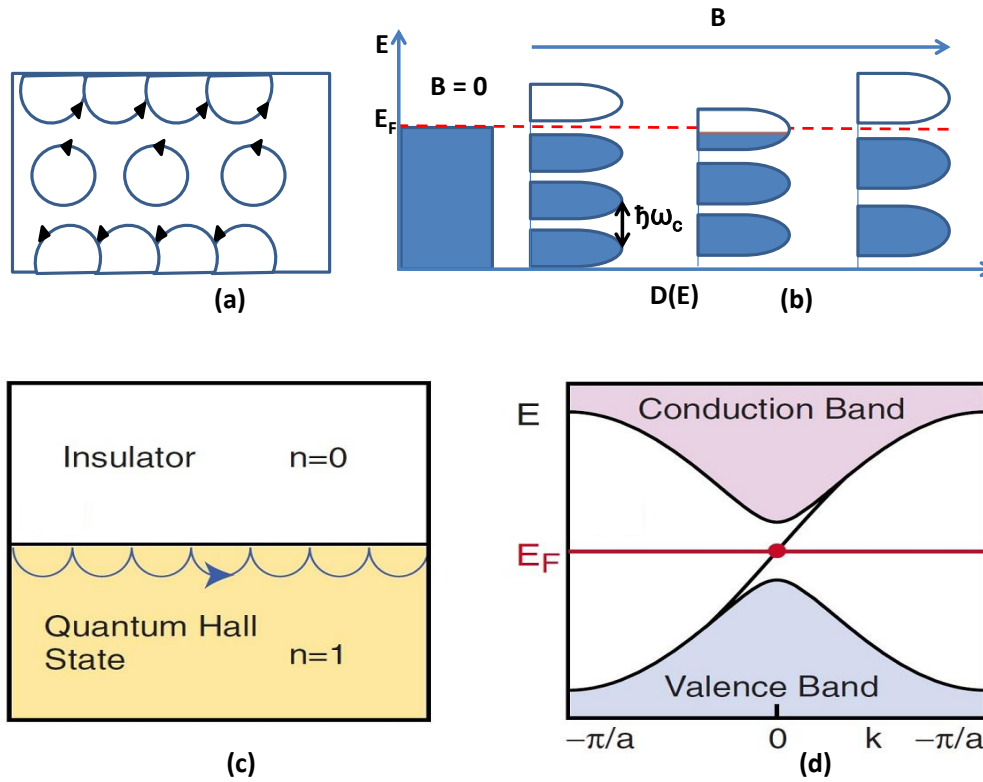 B
E
B = 0
E_F
ħω_c
(a)
D(E)
(b)
Insulator n=0
Quantum Hall
State n=1
(c)
E
Conduction Band
E_F
Valence Band
−π/a 0 k −π/a
(d)